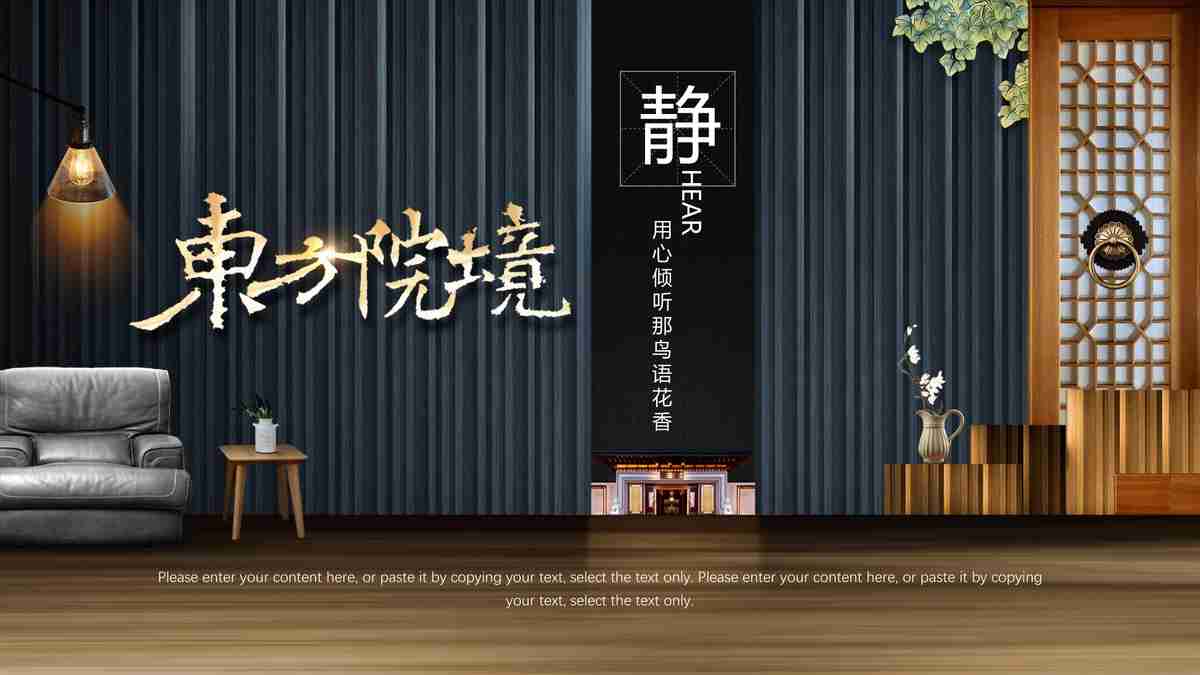 東方院境
静
HEAR
用心倾听那鸟语花香
Please enter your content here, or paste it by copying your text, select the text only. Please enter your content here, or paste it by copying
your text, select the text only.